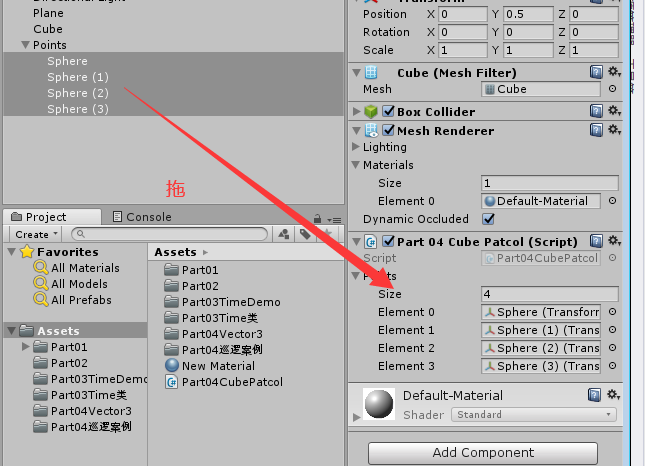 Plane
Cube
Points
Sphere
Sphere (1)
Sphere (2)
Sphere (3)
拖
Project
Console
Create
Favorites
All Materials
All Models
All Prefabs
Assets
Part01
Part02
Part03TimeDemo
Part03Time类
Part04Vector3
Part04巡逻案例
Assets
Part01
Part02
Part03TimeDemo
Part03Time类
Part04Vector3
Part04巡逻案例
New Material
Part04CubePatcol
Position X 0 Y 0.5 Z 0
Rotation X 0 Y 0 Z 0
Scale X 1 Y 1 Z 1
Cube (Mesh Filter)
Mesh Cube
Box Collider
Mesh Renderer
Lighting
Materials
Size 1
Element 0 Default-Material
Dynamic Occluded
Part 04 Cube Patcol (Script)
Script Part04CubePatcol
Size 4
Element 0 Sphere (Transform
Element 1 Sphere (1) (Trans
Element 2 Sphere (2) (Trans
Element 3 Sphere (3) (Trans
Default-Material
Shader Standard
Add Component